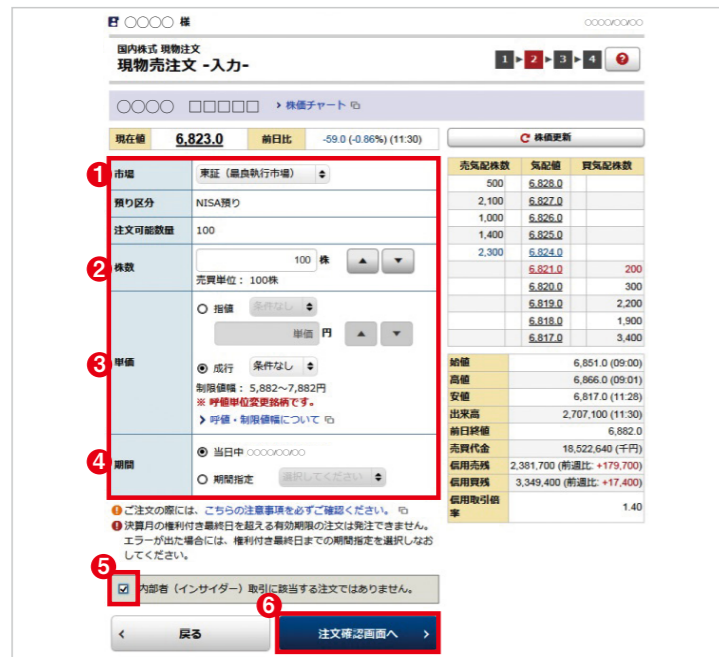 ○○○○ 様
○○○○/○○/○○
国内株式 現物注文
現物売注文 -入力-
1 2 3 4 ?
○○○○ □□□□□ 株価チャート
現在値 6,823.0 前日比 -59.0 (-0.86%) (11:30)
株価更新
1
市場 東証（最良執行市場）
預り区分 NISA預り
注文可能数量 100
2
株数 100 株
売買単位： 100株
3
単価
指値 条件なし
単価 円
成行 条件なし
制限値幅： 5,882～7,882円
※ 呼値単位変更銘柄です。
呼値・制限値幅について
4
期間
当日中 ○○○○/○○/○○
期間指定 選択してください
売気配株数 気配値 買気配株数
500 6,828.0
2,100 6,827.0
1,000 6,826.0
1,400 6,825.0
2,300 6,824.0
6,821.0 200
6,820.0 300
6,819.0 2,200
6,818.0 1,900
6,817.0 3,400
始値 6,851.0 (09:00)
高値 6,866.0 (09:01)
安値 6,817.0 (11:28)
出来高 2,707,100 (11:30)
前日終値 6,882.0
売買代金 18,522,640 (千円)
信用売残 2,381,700 (前週比: +179,700)
信用買残 3,349,400 (前週比: +17,400)
信用取引倍
率 1.40
ご注文の際には、こちらの注意事項を必ずご確認ください。
決算月の権利付き最終日を超える有効期限の注文は発注できません。
エラーが出た場合には、権利付き最終日までの期間指定を選択しなお
してください。
5
内部者（インサイダー）取引に該当する注文ではありません。
6
戻る
注文確認画面へ